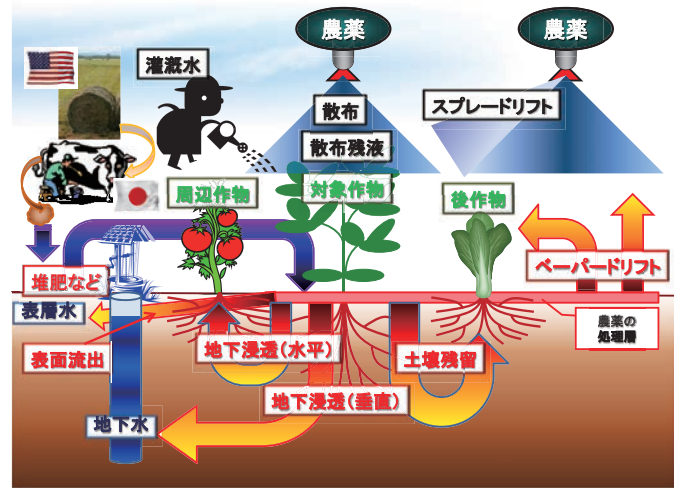 農薬
農薬
灌漑水
散布
散布残液
スプレードリフト
周辺作物
対象作物
後作物
堆肥など
ベーパードリフト
表層水
農薬の
処理層
表面流出
地下浸透(水平)
土壌残留
地下浸透(垂直)
地下水